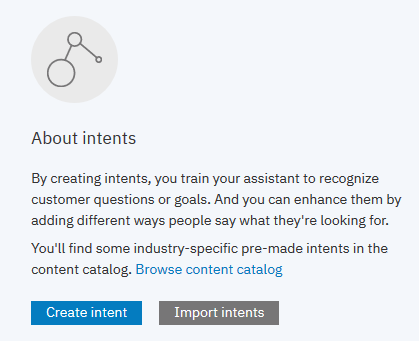 About intents
By creating intents, you train your assistant to recognize
customer questions or goals. And you can enhance them by
adding different ways people say what they're looking for.
You'll find some industry-specific pre-made intents in the
content catalog. Browse content catalog
Create intent Import intents